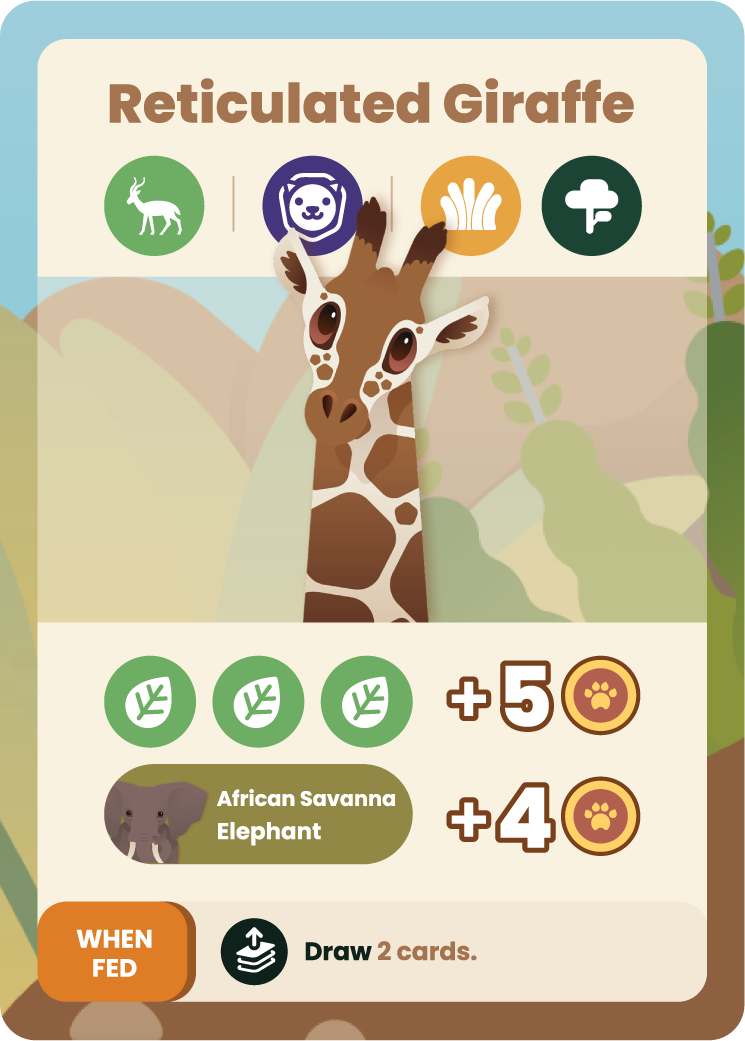 Reticulated Giraffe
+5
African Savanna
Elephant
+4
WHEN
FED
Draw 2 cards.